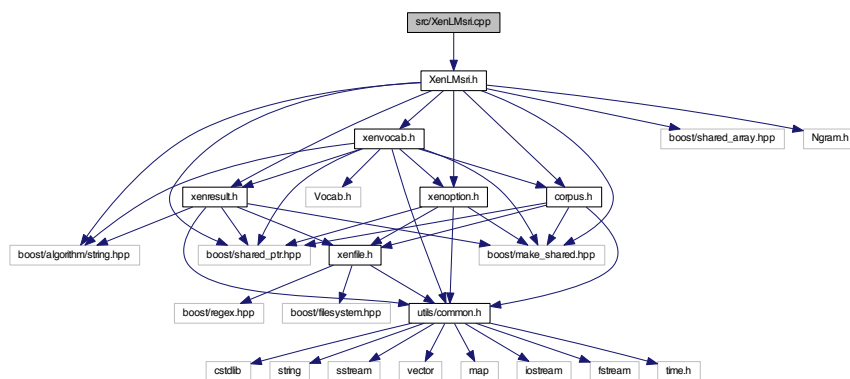 src/XenLMsri.cpp
XenLMsri.h
xenvocab.h
boost/shared_array.hpp
Ngram.h
xenresult.h
Vocab.h
xenoption.h
corpus.h
boost/algorithm/string.hpp
boost/shared_ptr.hpp
xenfile.h
boost/make_shared.hpp
boost/regex.hpp
boost/filesystem.hpp
utils/common.h
cstdlib
string
sstream
vector
map
iostream
fstream
time.h